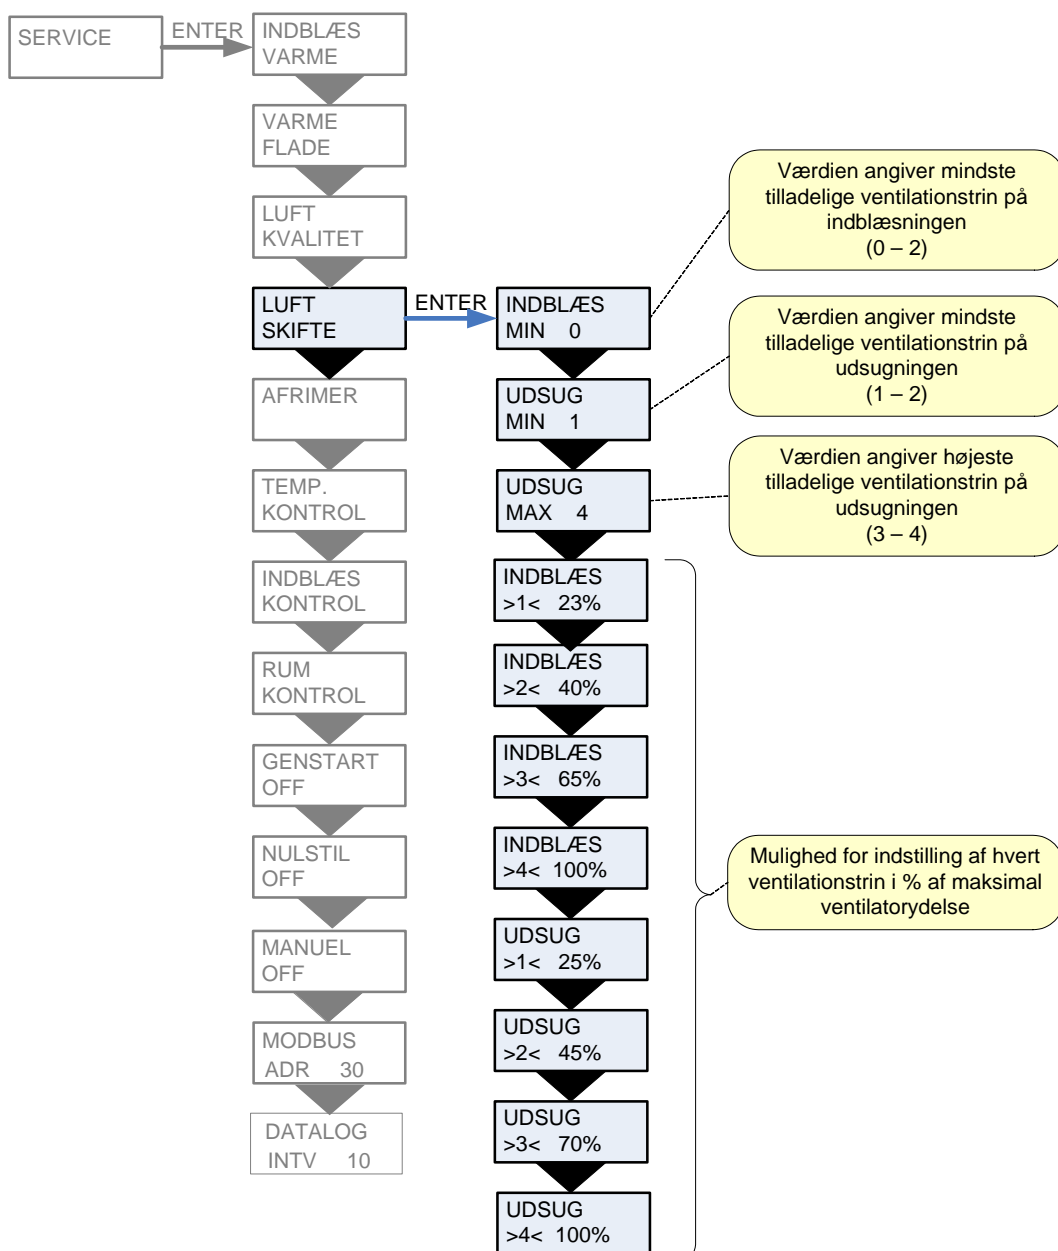 SERVICE
ENTER
INDBLÆS
VARME
VARME
FLADE
LUFT
KVALITET
LUFT
SKIFTE
AFRIMER
TEMP.
KONTROL
INDBLÆS
KONTROL
RUM
KONTROL
GENSTART
OFF
NULSTIL
OFF
MANUEL
OFF
MODBUS
ADR 30
DATALOG
INTV 10
ENTER
INDBLÆS
MIN 0
UDSUG
MIN 1
UDSUG
MAX 4
INDBLÆS
>1< 23%
INDBLÆS
>2< 40%
INDBLÆS
>3< 65%
INDBLÆS
>4< 100%
UDSUG
>1< 25%
UDSUG
>2< 45%
UDSUG
>3< 70%
UDSUG
>4< 100%
Værdien angiver mindste
tilladelige ventilationstrin på
indblæsningen
(0 – 2)
Værdien angiver mindste
tilladelige ventilationstrin på
udsugningen
(1 – 2)
Værdien angiver højeste
tilladelige ventilationstrin på
udsugningen
(3 – 4)
Mulighed for indstilling af hvert
ventilationstrin i % af maksimal
ventilatorydelse